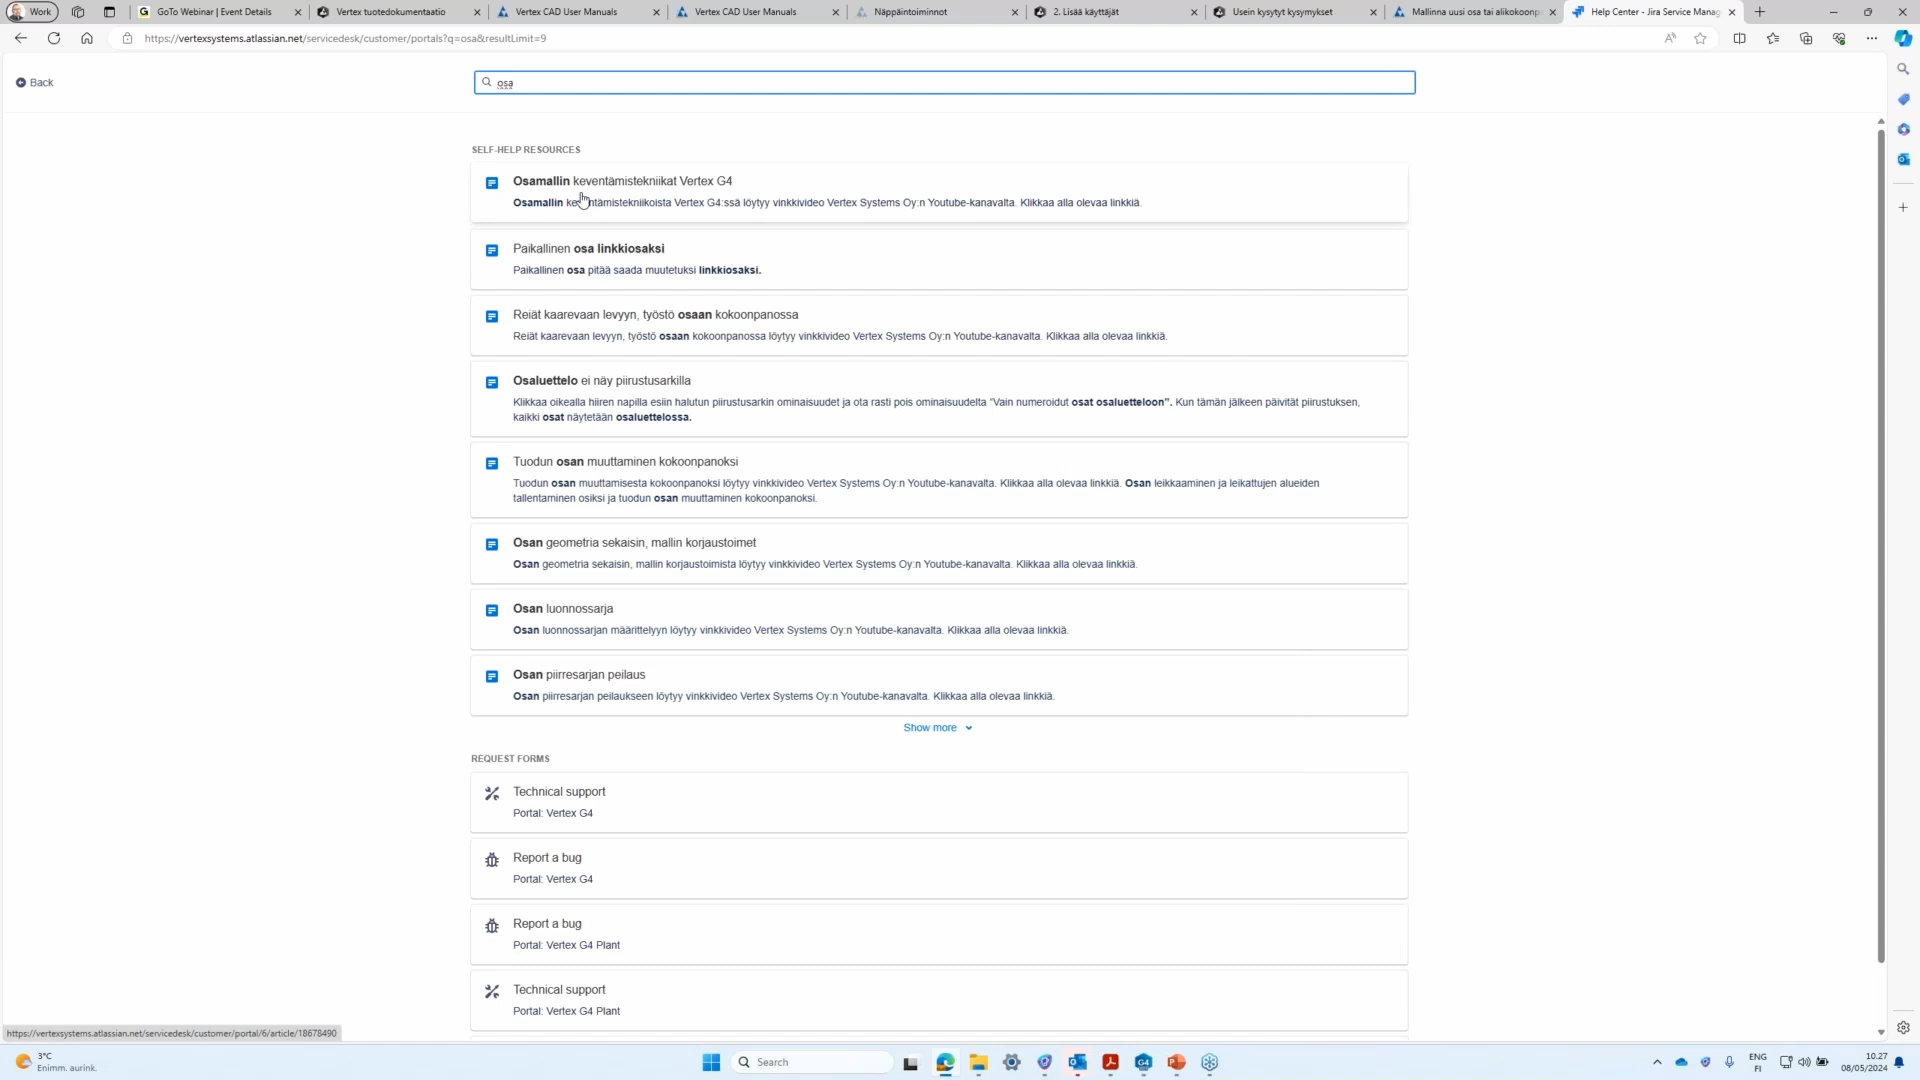 Work
GoTo Webinar | Event Details
Vertex tuotedokumentaatio
Vertex CAD User Manuals
Vertex CAD User Manuals
Näppäintoiminnot
2. Lisää käyttäjät
Usein kysytyt kysymykset
Mallinna uusi osa tai alikokoonp
Help Center - Jira Service Manag
https://vertexsystems.atlassian.net/servicedesk/customer/portals?q=osa&resultLimit=9
Back
osa
SELF-HELP RESOURCES
Osamallin keventämistekniikat Vertex G4
Osamallin keventämistekniikoista Vertex G4:ssä löytyy vinkkivideo Vertex Systems Oy:n Youtube-kanavalta. Klikkaa alla olevaa linkkiä.
Paikallinen osa linkkiosaksi
Paikallinen osa pitää saada muutetuksi linkkiosaksi.
Reiät kaarevaan levyyn, työstö osaan kokoonpanossa
Reiät kaarevaan levyyn, työstö osaan kokoonpanossa löytyy vinkkivideo Vertex Systems Oy:n Youtube-kanavalta. Klikkaa alla olevaa linkkiä.
Osaluettelo ei näy piirustusarkilla
Klikkaa oikealla hiiren napilla esiin halutun piirustusarkin ominaisuudet ja ota rasti pois ominaisuudelta "Vain numeroidut osat osaluetteloon". Kun tämän jälkeen päivität piirustuksen,
kaikki osat näytetään osaluettelossa.
Tuodun osan muuttaminen kokoonpanoksi
Tuodun osan muuttamisesta kokoonpanoksi löytyy vinkkivideo Vertex Systems Oy:n Youtube-kanavalta. Klikkaa alla olevaa linkkiä. Osan leikkaaminen ja leikattujen alueiden
tallentaminen osiksi ja tuodun osan muuttaminen kokoonpanoksi.
Osan geometria sekaisin, mallin korjaustoimet
Osan geometria sekaisin, mallin korjaustoimista löytyy vinkkivideo Vertex Systems Oy:n Youtube-kanavalta. Klikkaa alla olevaa linkkiä.
Osan luonnossarja
Osan luonnossarjan määrittelyyn löytyy vinkkivideo Vertex Systems Oy:n Youtube-kanavalta. Klikkaa alla olevaa linkkiä.
Osan piirresarjan peilaus
Osan piirresarjan peilaukseen löytyy vinkkivideo Vertex Systems Oy:n Youtube-kanavalta. Klikkaa alla olevaa linkkiä.
Show more
REQUEST FORMS
Technical support
Portal: Vertex G4
Report a bug
Portal: Vertex G4
Report a bug
Portal: Vertex G4 Plant
Technical support
Portal: Vertex G4 Plant
https://vertexsystems.atlassian.net/servicedesk/customer/portal/6/article/18678490
3°C
Enimm. aurink.
Search
ENG
FI
10.27
08/05/2024